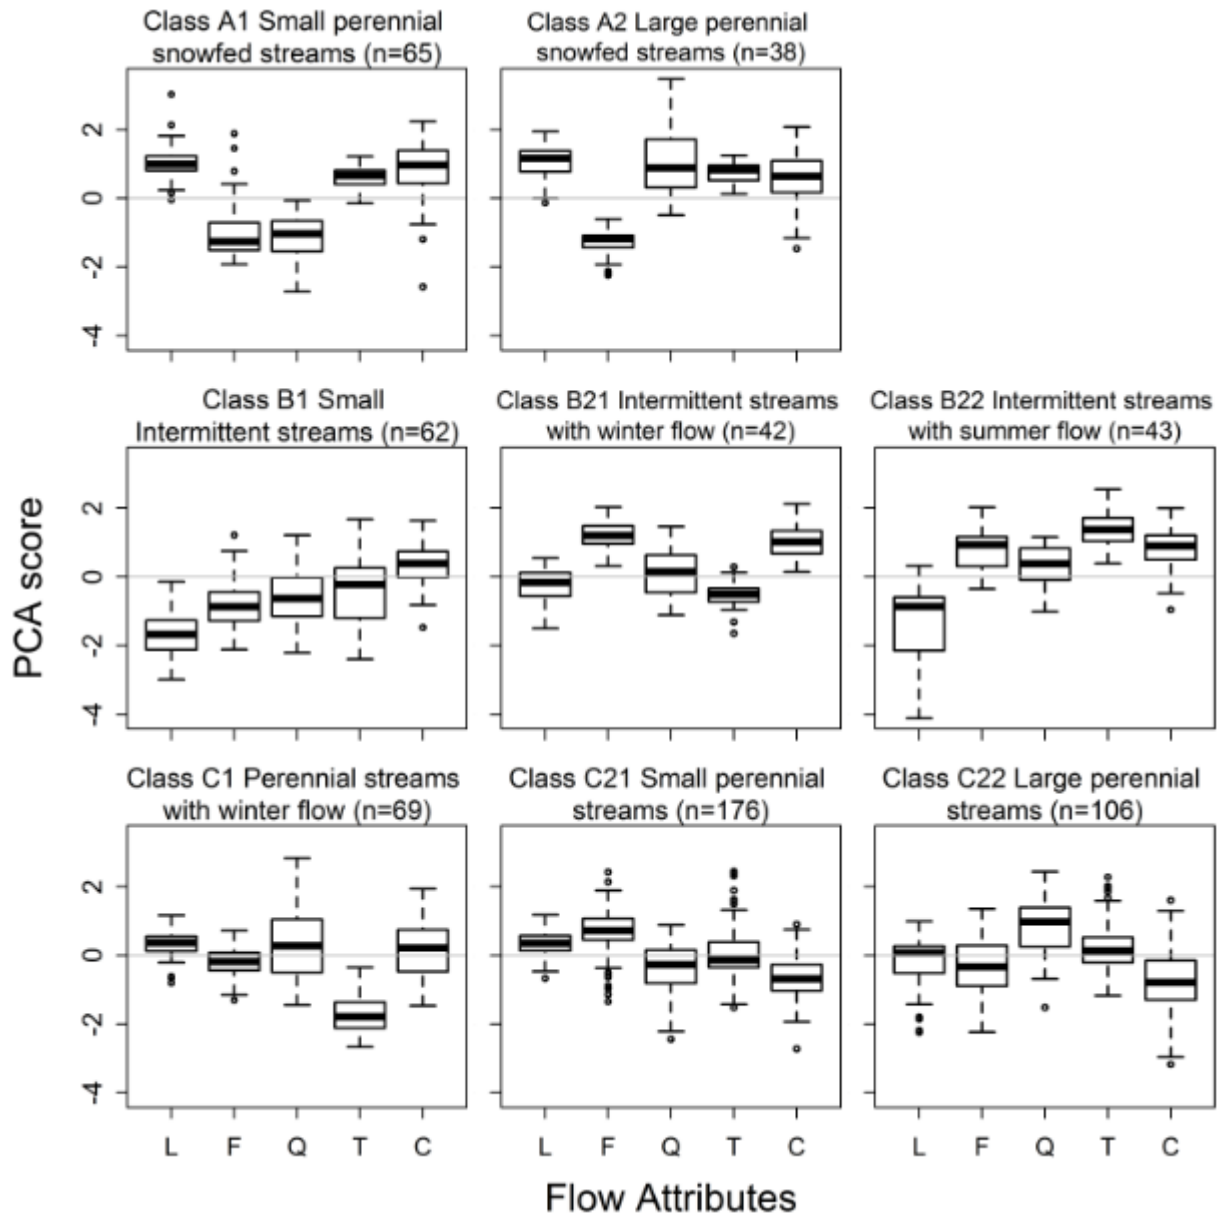 Class A1 Small perennial
snowfed streams (n=65)
Class A2 Large perennial
snowfed streams (n=38)
2
0
-2
-4
Class B1 Small
Intermittent streams (n=62)
Class B21 Intermittent streams
with winter flow (n=42)
Class B22 Intermittent streams
with summer flow (n=43)
PCA score
2
0
-2
-4
Class C1 Perennial streams
with winter flow (n=69)
Class C21 Small perennial
streams (n=176)
Class C22 Large perennial
streams (n=106)
2
0
-2
-4
L F Q T C
L F Q T C
L F Q T C
Flow Attributes